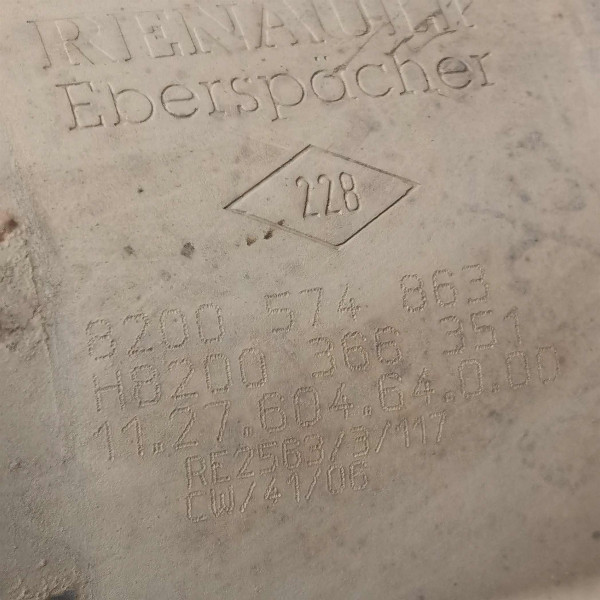 RENAULT
Eberspächer
228
8200 574 863
H8200 366 351
11.27.604.64.0.00
RE2563/3/117
CW/41/06